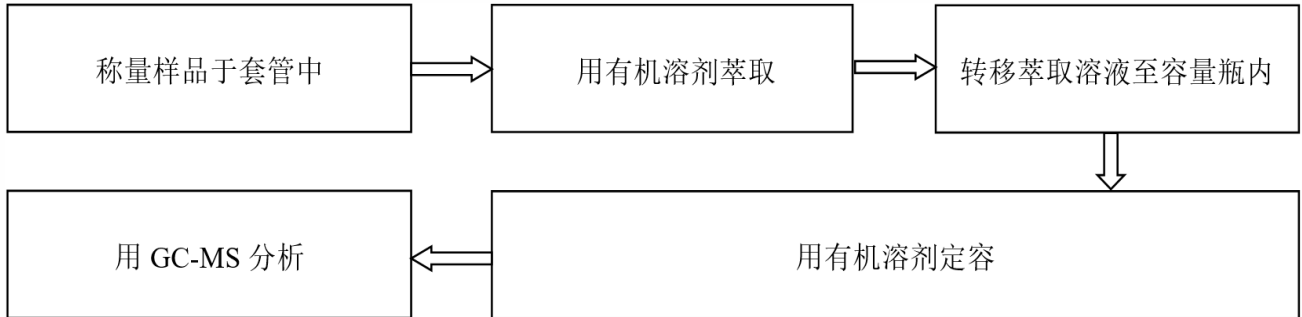 称量样品于套管中
用有机溶剂萃取
转移萃取溶液至容量瓶内
用有机溶剂定容
用 GC-MS 分析